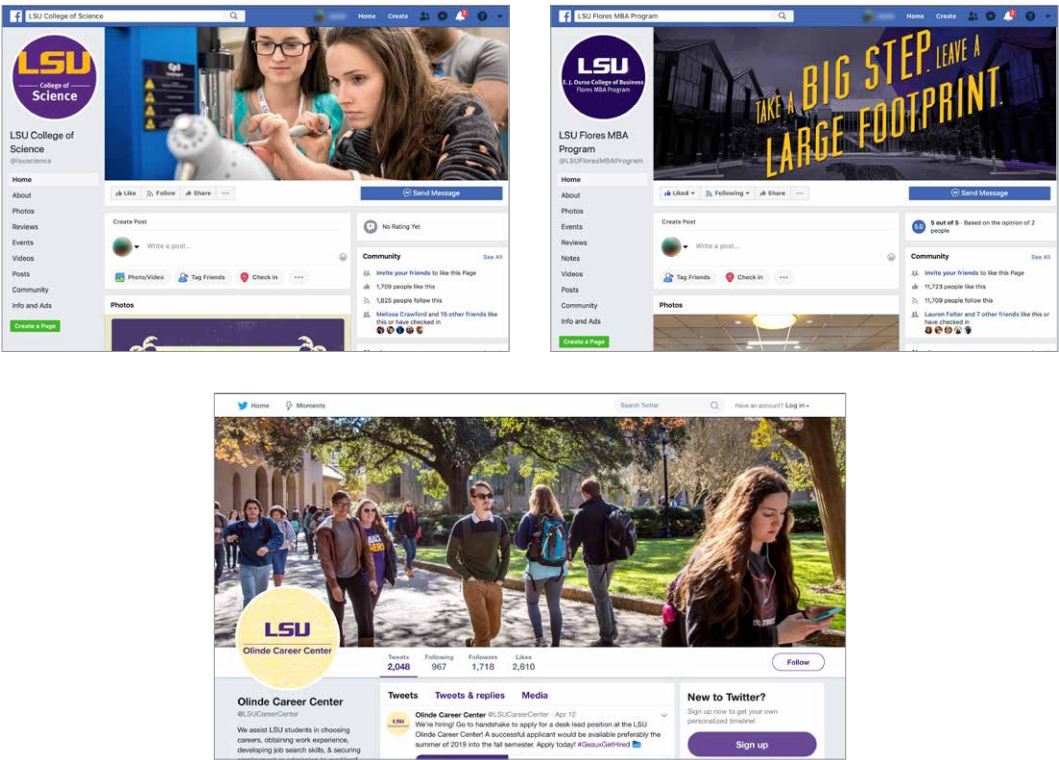 LSU College of Science
Home Create
LSU
College of
Science
LSU College of
Science
@lsuscience
Home
About
Photos
Reviews
Events
Videos
Posts
Community
Info and Ads
Create a Page
Like Follow Share ...
Send Message
Create Post
Write a post...
Photo/Video Tag Friends Check in ...
Photos
No Rating Yet
Community See All
Invite your friends to like this Page
1,709 people like this
1,825 people follow this
Melissa Crawford and 15 other friends like
this or have checked in
LSU Flores MBA Program
Home Create
LSU
E. J. Ourso College of Business
Flores MBA Program
TAKE A BIG STEP. LEAVE A
LARGE FOOTPRINT.
LSU Flores MBA
Program
@LSUFloresMBAProgram
Home
About
Photos
Events
Reviews
Notes
Videos
Posts
Community
Info and Ads
Create a Page
Liked Following Share ...
Send Message
Create Post
Write a post...
Tag Friends Check in ...
Photos
5.0 5 out of 5 · Based on the opinion of 2
people
Community See All
Invite your friends to like this Page
11,723 people like this
11,709 people follow this
Lauren Felter and 7 other friends like this or
have checked in
Home Moments
Search Twitter
Have an account? Log in
LSU
Olinde Career Center
Tweets Following Followers Likes
2,048 967 1,718 2,610
Follow
Olinde Career Center
@LSUCareerCenter
We assist LSU students in choosing
careers, obtaining work experience,
developing job search skills, & securing
Tweets Tweets & replies Media
Olinde Career Center @LSUCareerCenter · Apr 12
We're hiring! Go to handshake to apply for a desk lead position at the LSU
Olinde Career Center! A successful applicant would be available preferably the
summer of 2019 into the fall semester. Apply today! #GeauxGetHired
New to Twitter?
Sign up now to get your own
personalized timeline!
Sign up